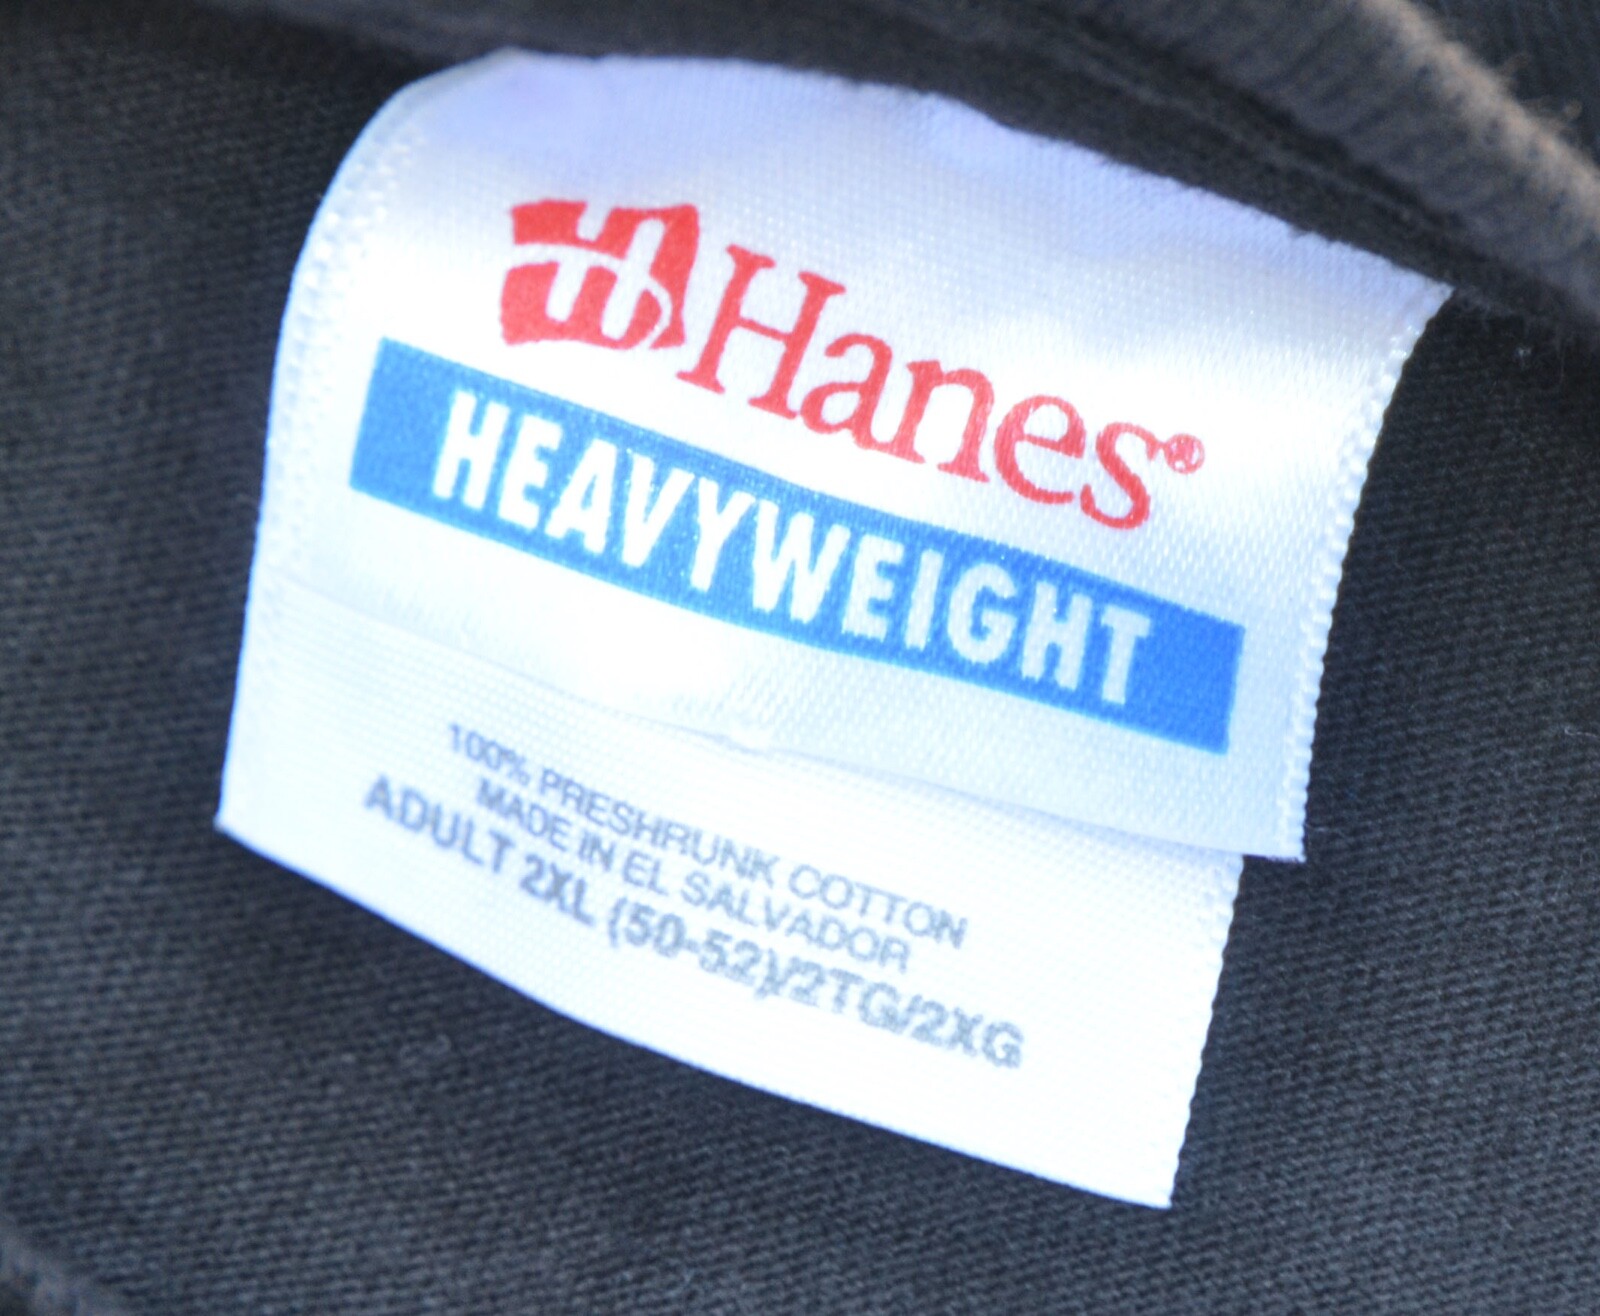 Hanes®
HEAVYWEIGHT
100% PRESHRUNK COTTON
MADE IN EL SALVADOR
ADULT 2XL (50-52)/2TG/2XG